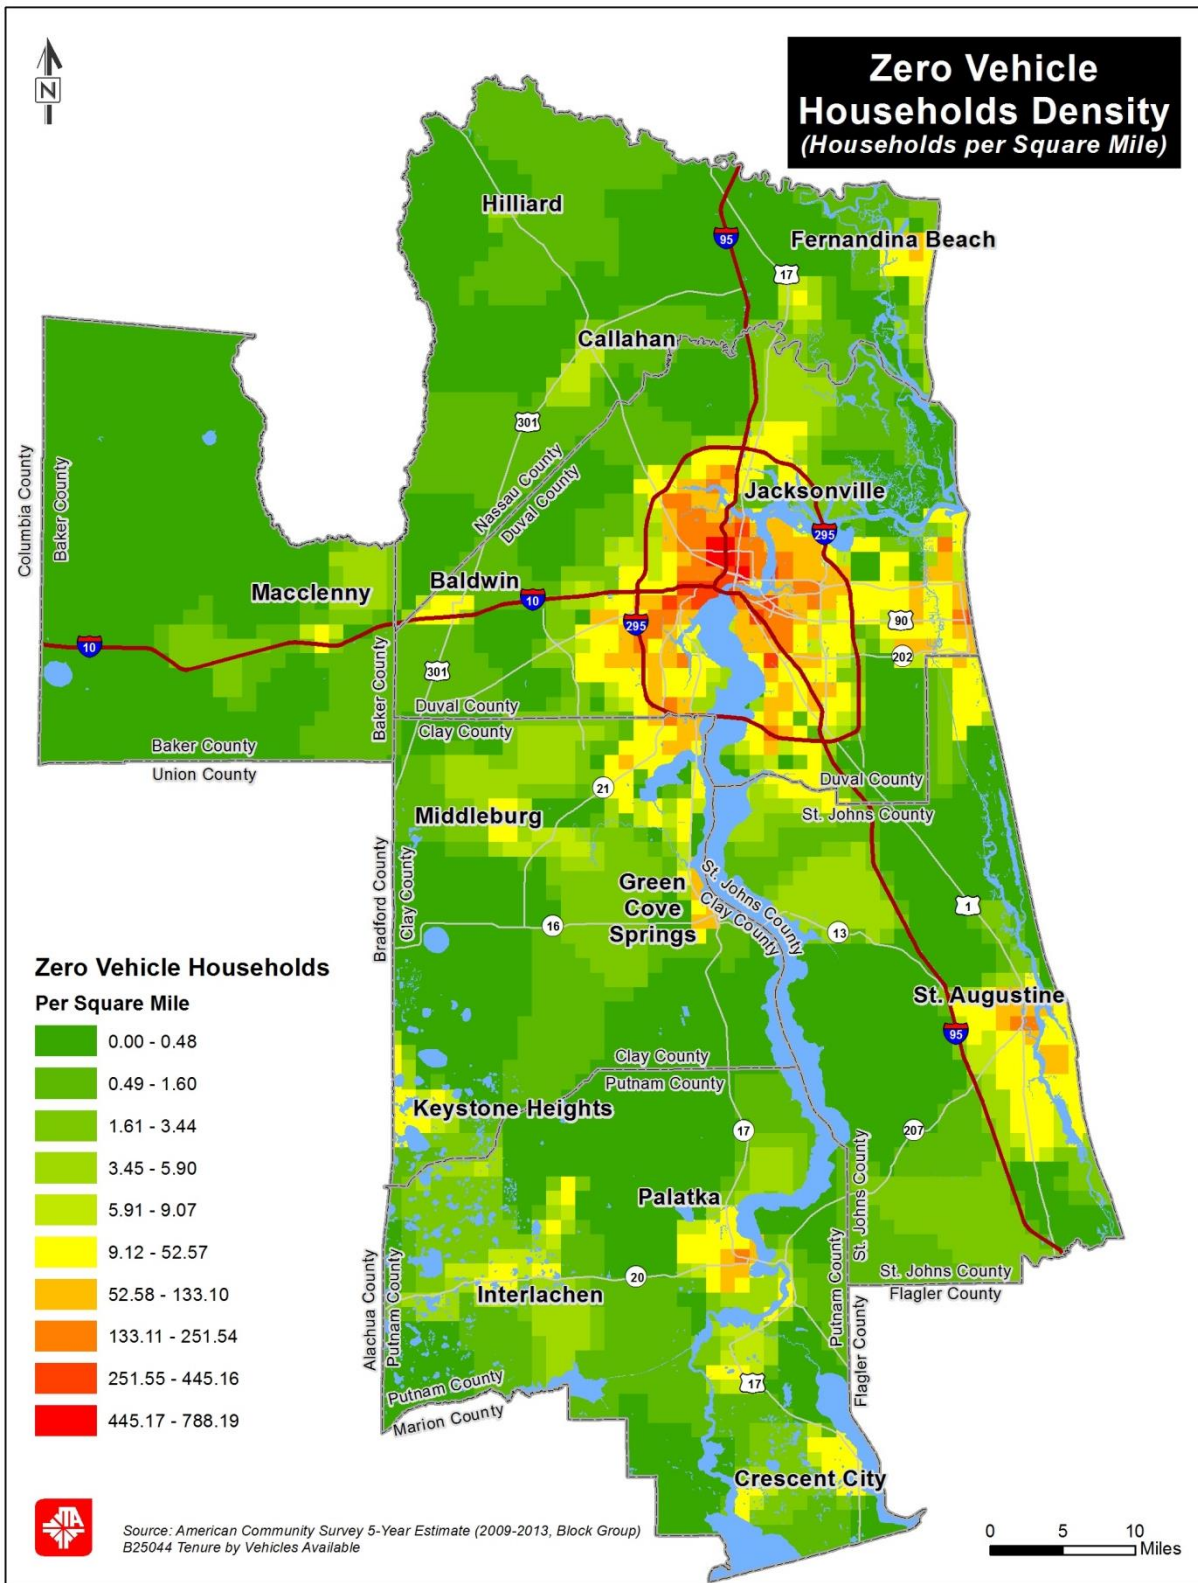 Zero Vehicle
Households Density
(Households per Square Mile)
N
Hilliard
95
Fernandina Beach
17
Callahan
301
Nassau County
Duval County
Columbia County
Baker County
Jacksonville
295
Macclenny
Baldwin
10
10
295
90
202
301
Baker County
Duval County
Clay County
Baker County
Union County
Duval County
St. Johns County
21
Middleburg
Bradford County
Clay County
Green
Cove
Springs
St. Johns County
Clay County
1
16
13
St. Augustine
95
Clay County
Putnam County
Keystone Heights
17
207
St. Johns County
Putnam County
Palatka
St. Johns County
Flagler County
20
Interlachen
Alachua County
Putnam County
Flagler County
Putnam County
Marion County
17
Crescent City
Zero Vehicle Households
Per Square Mile
0.00 - 0.48
0.49 - 1.60
1.61 - 3.44
3.45 - 5.90
5.91 - 9.07
9.12 - 52.57
52.58 - 133.10
133.11 - 251.54
251.55 - 445.16
445.17 - 788.19
JTA
Source: American Community Survey 5-Year Estimate (2009-2013, Block Group)
B25044 Tenure by Vehicles Available
0 5 10
Miles